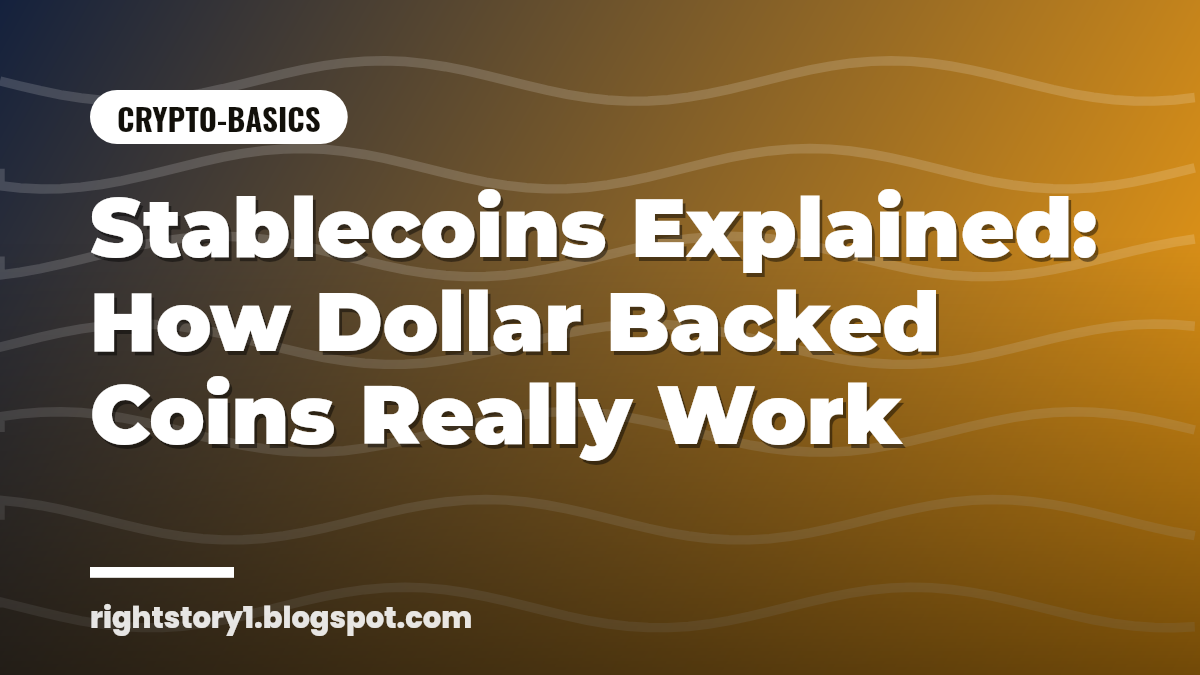 CRYPTO-BASICS
Stablecoins Explained:
How Dollar Backed
Coins Really Work
rightstory1.blogspot.com